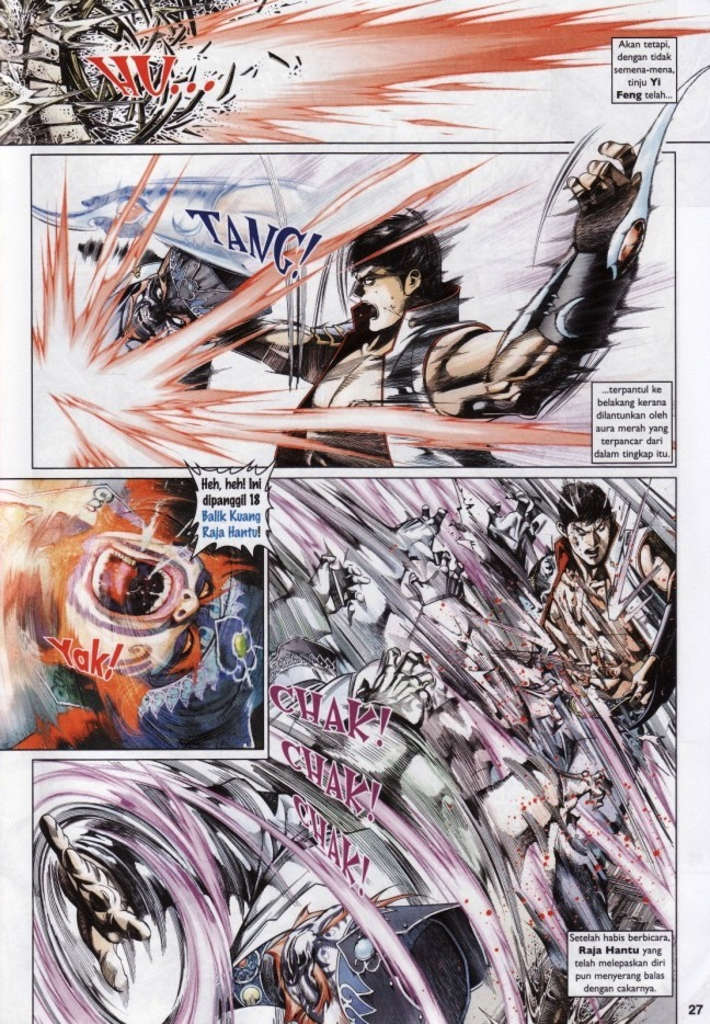 HU...
Akan tetapi,
dengan tidak
semena-mena,
tinju Yi
Feng telah...
TANG!
...terpantul ke
belakang kerana
dilantunkan oleh
aura merah yang
terpancar dari
dalam tingkap itu.
Heh, heh! Ini
dipanggil 18
Balik Kuang
Raja Hantu!
Yak!
CHAK!
CHAK!
CHAK!
Setelah habis berbicara,
Raja Hantu yang
telah melepaskan diri
pun menyerang balas
dengan cakarnya.
27